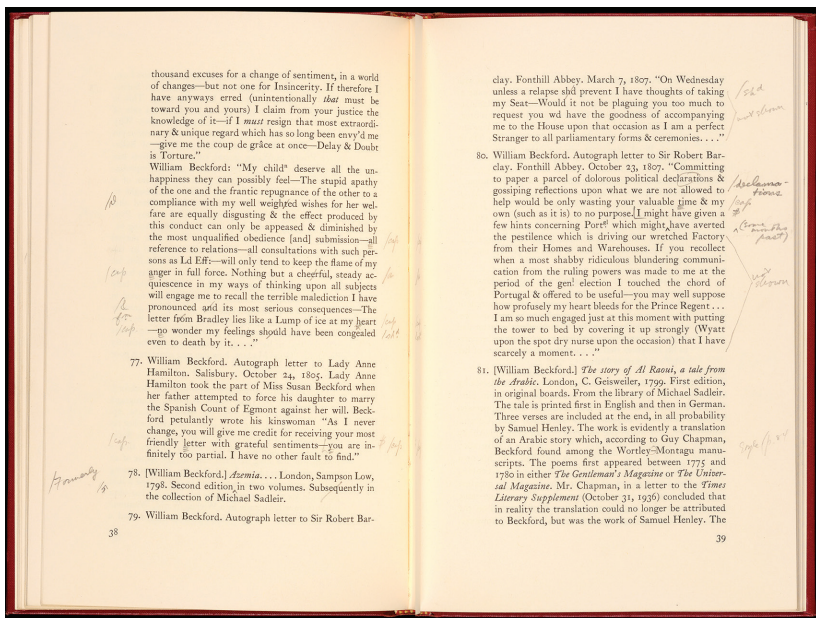 thousand excuses for a change of sentiment, in a world
of changes—but not one for Insincerity. If therefore I
have anyways erred (unintentionally that must be
toward you and yours) I claim from your justice the
knowledge of it—if I must resign that most extraordi-
nary & unique regard which has so long been envy'd me
—give me the coup de grâce at once—Delay & Doubt
is Torture."
William Beckford: "My childⁿ deserve all the un-
happiness they can possibly feel—The stupid apathy
of the one and the frantic repugnance of the other to a
compliance with my well weighted wishes for her wel-
fare are equally disgusting & the effect produced by
this conduct can only be appeased & diminished by
the most unqualified obedience [and] submission—all
reference to relations—all consultations with such per-
sons as Ld Eff:—will only tend to keep the flame of my
anger in full force. Nothing but a cheerful, steady ac-
quiescence in my ways of thinking upon all subjects
will engage me to recall the terrible malediction I have
pronounced and its most serious consequences—The
letter from Bradley lies like a Lump of ice at my heart
—no wonder my feelings should have been congealed
even to death by it. . . ."
77. William Beckford. Autograph letter to Lady Anne
Hamilton. Salisbury. October 24, 1805. Lady Anne
Hamilton took the part of Miss Susan Beckford when
her father attempted to force his daughter to marry
the Spanish Count of Egmont against her will. Beck-
ford petulantly wrote his kinswoman "As I never
change, you will give me credit for receiving your most
friendly letter with grateful sentiments—you are in-
finitely too partial. I have no other fault to find."
Formerly
78. [William Beckford.] Azemia. . . . London, Sampson Low,
1798. Second edition in two volumes. Subsequently in
the collection of Michael Sadleir.
79. William Beckford. Autograph letter to Sir Robert Bar-
38
clay. Fonthill Abbey. March 7, 1807. "On Wednesday
unless a relapse shd prevent I have thoughts of taking
my Seat—Would it not be plaguing you too much to
request you wd have the goodness of accompanying
me to the House upon that occasion as I am a perfect
Stranger to all parliamentary forms & ceremonies. . . ."
/shd
80. William Beckford. Autograph letter to Sir Robert Bar-
clay. Fonthill Abbey. October 23, 1807. "Committing
to paper a parcel of dolorous political declarations &
gossiping reflections upon what we are not allowed to
help would be only wasting your valuable time & my
own (such as it is) to no purpose. I might have given a
few hints concerning Portˡ which might have averted
the pestilence which is driving our wretched Factory
from their Homes and Warehouses. If you recollect
when a most shabby ridiculous blundering communi-
cation from the ruling powers was made to me at the
period of the genˡ election I touched the chord of
Portugal & offered to be useful—you may well suppose
how profusely my heart bleeds for the Prince Regent . . .
I am so much engaged just at this moment with putting
the tower to bed by covering it up strongly (Wyatt
upon the spot dry nurse upon the occasion) that I have
scarcely a moment. . . ."
/declama-
tions
/cap
(some
months
past)
81. [William Beckford.] The story of Al Raoui, a tale from
the Arabic. London, C. Geisweiler, 1799. First edition,
in original boards. From the library of Michael Sadleir.
The tale is printed first in English and then in German.
Three verses are included at the end, in all probability
by Samuel Henley. The work is evidently a translation
of an Arabic story which, according to Guy Chapman,
Beckford found among the Wortley-Montagu manu-
scripts. The poems first appeared between 1775 and
1780 in either The Gentleman's Magazine or The Univer-
sal Magazine. Mr. Chapman, in a letter to the Times
Literary Supplement (October 31, 1936) concluded that
in reality the translation could no longer be attributed
to Beckford, but was the work of Samuel Henley. The
39